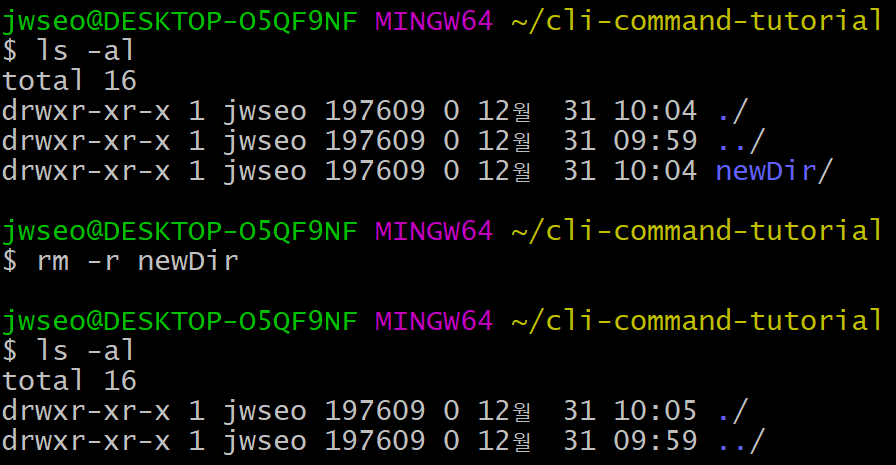 jwseo@DESKTOP-O5QF9NF MINGW64 ~/cli-command-tutorial
$ ls -al
total 16
drwxr-xr-x 1 jwseo 197609 0 12월  31 10:04 ./
drwxr-xr-x 1 jwseo 197609 0 12월  31 09:59 ../
drwxr-xr-x 1 jwseo 197609 0 12월  31 10:04 newDir/
jwseo@DESKTOP-O5QF9NF MINGW64 ~/cli-command-tutorial
$ rm -r newDir
jwseo@DESKTOP-O5QF9NF MINGW64 ~/cli-command-tutorial
$ ls -al
total 16
drwxr-xr-x 1 jwseo 197609 0 12월  31 10:05 ./
drwxr-xr-x 1 jwseo 197609 0 12월  31 09:59 ../